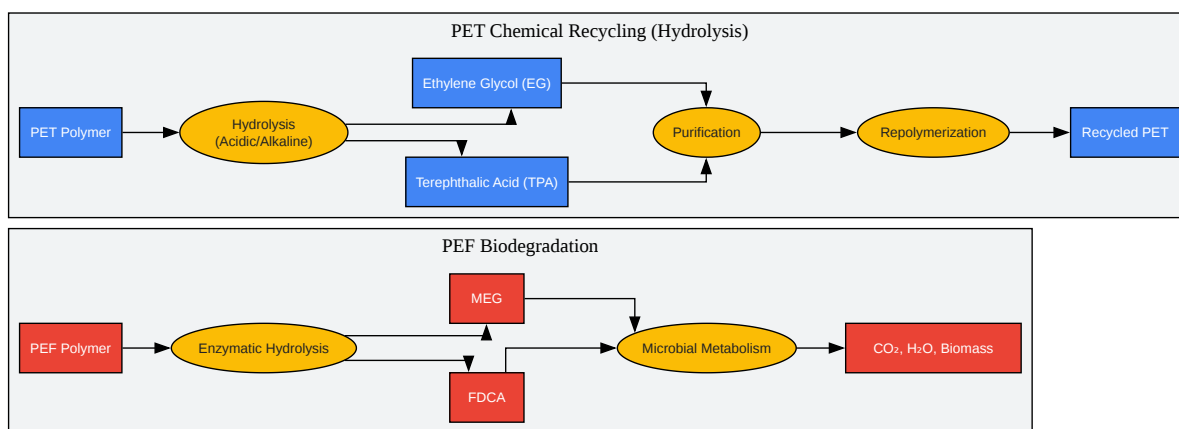 PET Chemical Recycling (Hydrolysis)
PET Polymer
Hydrolysis
(Acidic/Alkaline)
Ethylene Glycol (EG)
Terephthalic Acid (TPA)
Purification
Repolymerization
Recycled PET
PEF Biodegradation
PEF Polymer
Enzymatic Hydrolysis
MEG
FDCA
Microbial Metabolism
CO₂, H₂O, Biomass